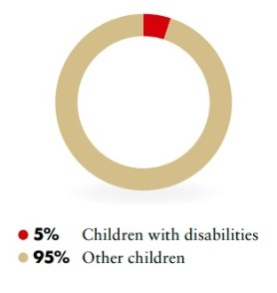 5% Children with disabilities
95% Other children